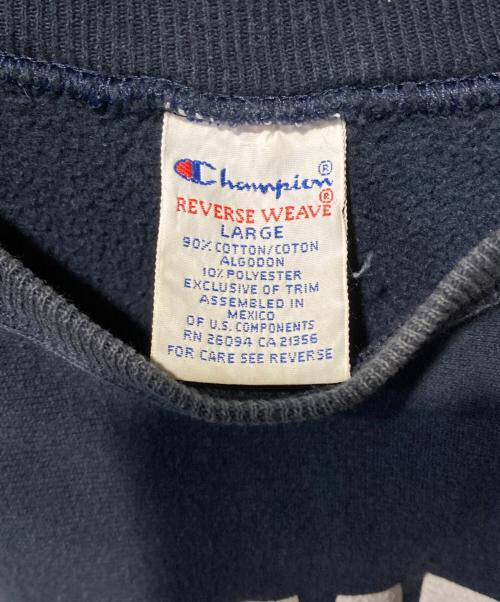 Champion®
REVERSE WEAVE®
LARGE
90% COTTON/COTON
ALGODON
10% POLYESTER
EXCLUSIVE OF TRIM
ASSEMBLED IN
MEXICO
OF U.S. COMPONENTS
RN 26094 CA 21356
FOR CARE SEE REVERSE